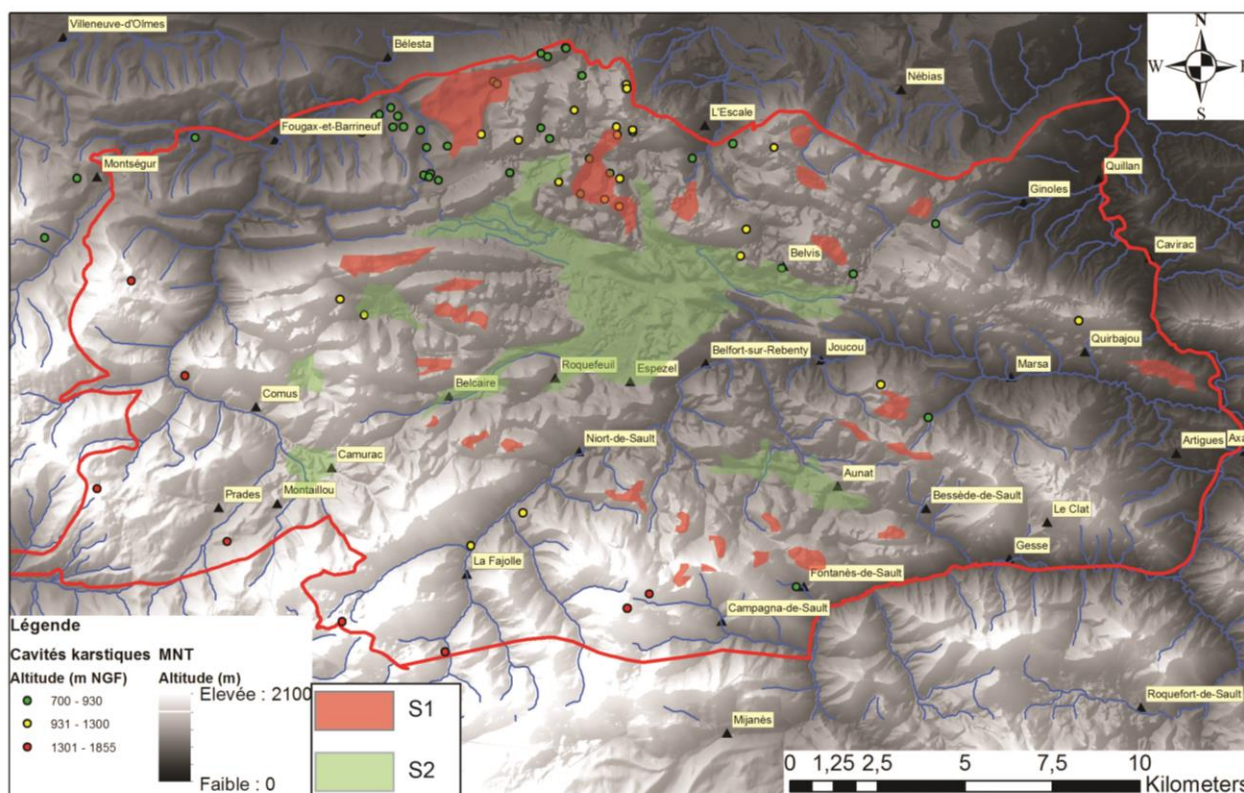 Villeneuve-d'Olmes
Bélesta
N
W
E
S
Nébias
L'Escale
Fougax-et-Barrineuf
Montségur
Quillan
Ginoles
Cavirac
Belvis
Quirbajou
Joucou
Belfort-sur-Rebenty
Marsa
Roquefeuil
Espezel
Belcaire
Comus
Niort-de-Sault
Artigues
Axa
Camurac
Aunat
Prades
Montaillou
Bessède-de-Sault
Le Clat
Gesse
La Fajolle
Fontanès-de-Sault
Campagna-de-Sault
Roquefort-de-Sault
Mijanès
Légende
Cavités karstiques
Altitude (m NGF)
700 - 930
931 - 1300
1301 - 1855
MNT
Altitude (m)
Elevée : 2100
Faible : 0
S1
S2
0 1,25 2,5 5 7,5 10
Kilometers